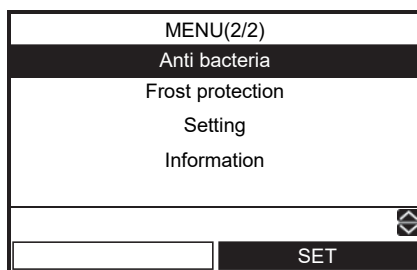 MENU(2/2)
Anti bacteria
Frost protection
Setting
Information
SET